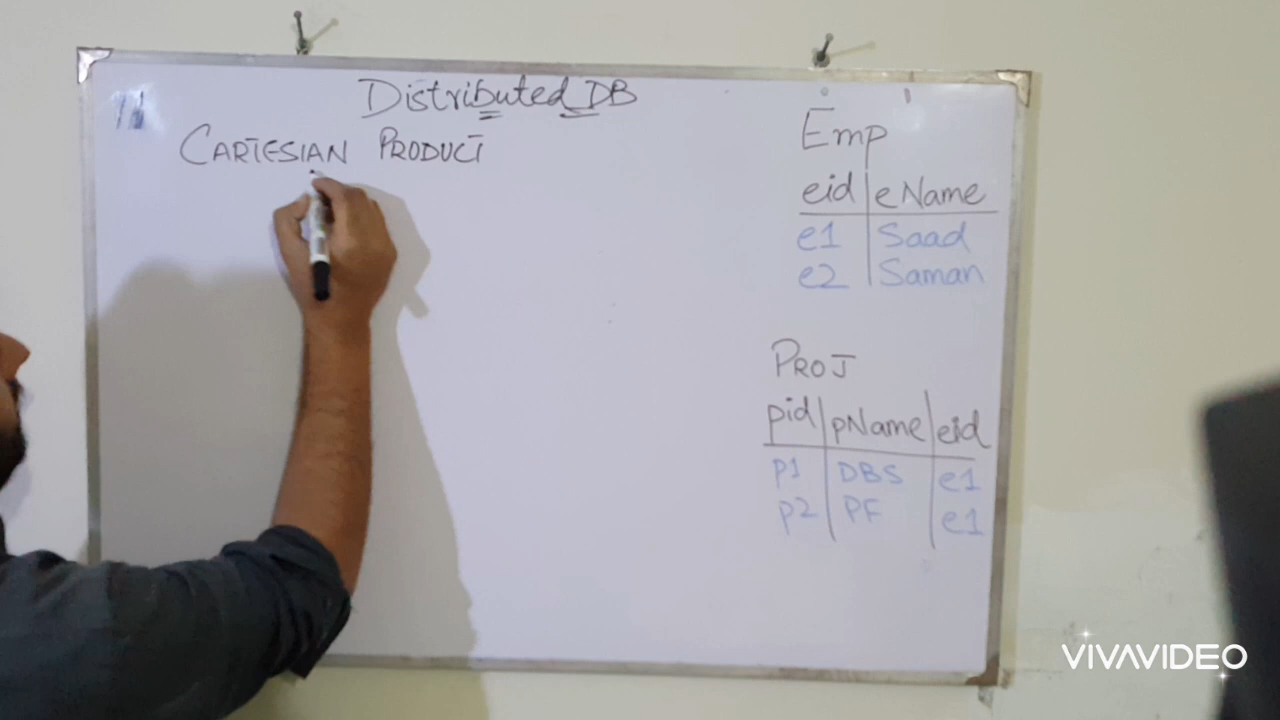 Distributed DB
CARTESIAN PRODUCT
Emp
eid eName
e1 Saad
e2 Saman
PROJ
pid pName eid
p1 DBS e1
p2 PF e1
VIVAVIDEO